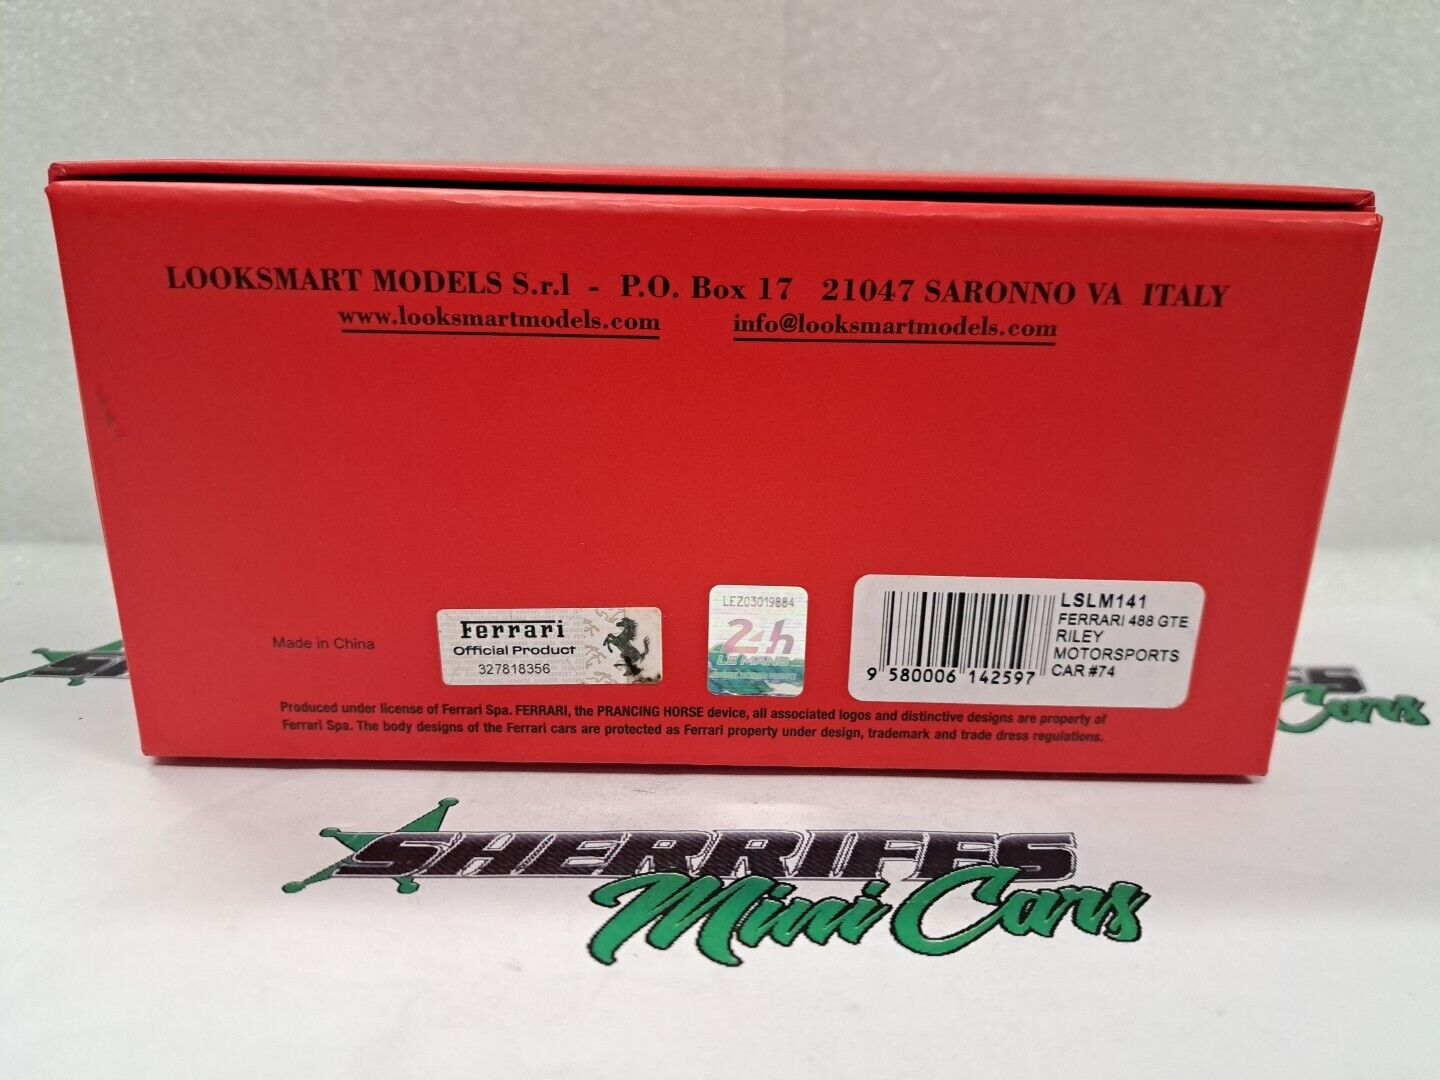 LOOKSMART MODELS S.r.l - P.O. Box 17 21047 SARONNO VA ITALY
www.looksmartmodels.com info@looksmartmodels.com
Made in China
Ferrari
Official Product
327818356
LEZ03019884
24h
LE MANS
LSLM141
FERRARI 488 GTE
RILEY
MOTORSPORTS
CAR #74
9 580006 142597
Produced under license of Ferrari Spa. FERRARI, the PRANCING HORSE device, all associated logos and distinctive designs are property of
Ferrari Spa. The body designs of the Ferrari cars are protected as Ferrari property under design, trademark and trade dress regulations.
SHERRIFFS
Mini Cars
Cars